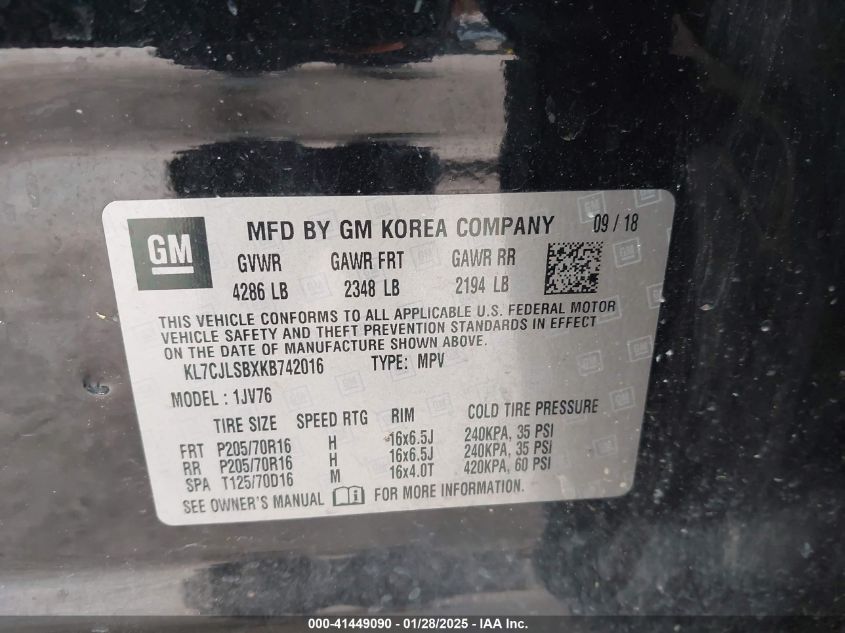 GM
MFD BY GM KOREA COMPANY 09 / 18
GVWR GAWR FRT GAWR RR
4286 LB 2348 LB 2194 LB
THIS VEHICLE CONFORMS TO ALL APPLICABLE U.S. FEDERAL MOTOR
VEHICLE SAFETY AND THEFT PREVENTION STANDARDS IN EFFECT
ON THE DATE OF MANUFACTURE SHOWN ABOVE.
KL7CJLSBXKB742016 TYPE: MPV
MODEL : 1JV76
TIRE SIZE SPEED RTG RIM COLD TIRE PRESSURE
FRT P205/70R16 H 16x6.5J 240KPA, 35 PSI
RR P205/70R16 H 16x6.5J 240KPA, 35 PSI
SPA T125/70D16 M 16x4.0T 420KPA, 60 PSI
SEE OWNER'S MANUAL i FOR MORE INFORMATION.
000-41449090 - 01/28/2025 - IAA Inc.